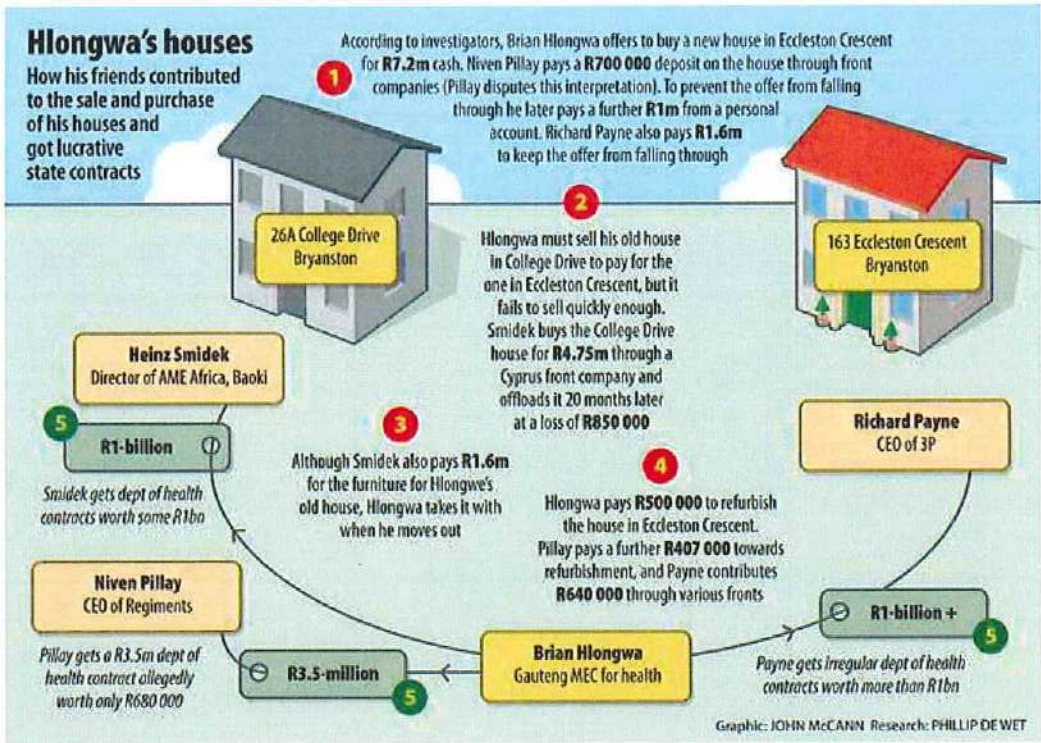 Hlongwa's houses
How his friends contributed
to the sale and purchase
of his houses and
got lucrative
state contracts
1
According to investigators, Brian Hlongwa offers to buy a new house in Eccleston Crescent
for R7.2m cash. Niven Pillay pays a R700 000 deposit on the house through front
companies (Pillay disputes this interpretation). To prevent the offer from falling
through he later pays a further R1m from a personal
account. Richard Payne also pays R1.6m
to keep the offer from falling through
26A College Drive
Bryanston
2
Hlongwa must sell his old house
in College Drive to pay for the
one in Eccleston Crescent, but it
fails to sell quickly enough.
Smidek buys the College Drive
house for R4.75m through a
Cyprus front company and
offloads it 20 months later
at a loss of R850 000
163 Eccleston Crescent
Bryanston
Heinz Smidek
Director of AME Africa, Baoki
5
R1-billion
Smidek gets dept of health
contracts worth some R1bn
3
Although Smidek also pays R1.6m
for the furniture for Hlongwe's
old house, Hlongwa takes it with
when he moves out
4
Hlongwa pays R500 000 to refurbish
the house in Eccleston Crescent.
Pillay pays a further R407 000 towards
refurbishment, and Payne contributes
R640 000 through various fronts
Richard Payne
CEO of 3P
R1-billion +
5
Payne gets irregular dept of health
contracts worth more than R1bn
Niven Pillay
CEO of Regiments
Pillay gets a R3.5m dept of
health contract allegedly
worth only R680 000
R3.5-million
5
Brian Hlongwa
Gauteng MEC for health
Graphic: JOHN McCANN Research: PHILLIP DE WET